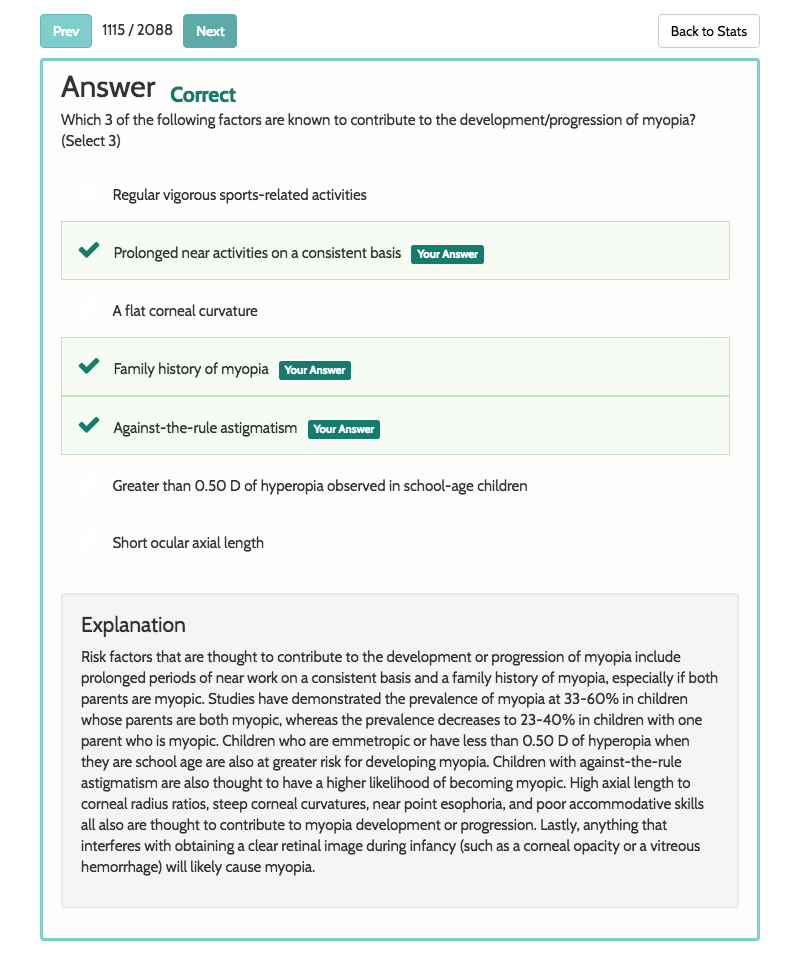 Prev 1115 / 2088 Next Back to Stats
Answer Correct
Which 3 of the following factors are known to contribute to the development/progression of myopia?
(Select 3)
Regular vigorous sports-related activities
Prolonged near activities on a consistent basis Your Answer
A flat corneal curvature
Family history of myopia Your Answer
Against-the-rule astigmatism Your Answer
Greater than 0.50 D of hyperopia observed in school-age children
Short ocular axial length
Explanation
Risk factors that are thought to contribute to the development or progression of myopia include
prolonged periods of near work on a consistent basis and a family history of myopia, especially if both
parents are myopic. Studies have demonstrated the prevalence of myopia at 33-60% in children
whose parents are both myopic, whereas the prevalence decreases to 23-40% in children with one
parent who is myopic. Children who are emmetropic or have less than 0.50 D of hyperopia when
they are school age are also at greater risk for developing myopia. Children with against-the-rule
astigmatism are also thought to have a higher likelihood of becoming myopic. High axial length to
corneal radius ratios, steep corneal curvatures, near point esophoria, and poor accommodative skills
all also are thought to contribute to myopia development or progression. Lastly, anything that
interferes with obtaining a clear retinal image during infancy (such as a corneal opacity or a vitreous
hemorrhage) will likely cause myopia.